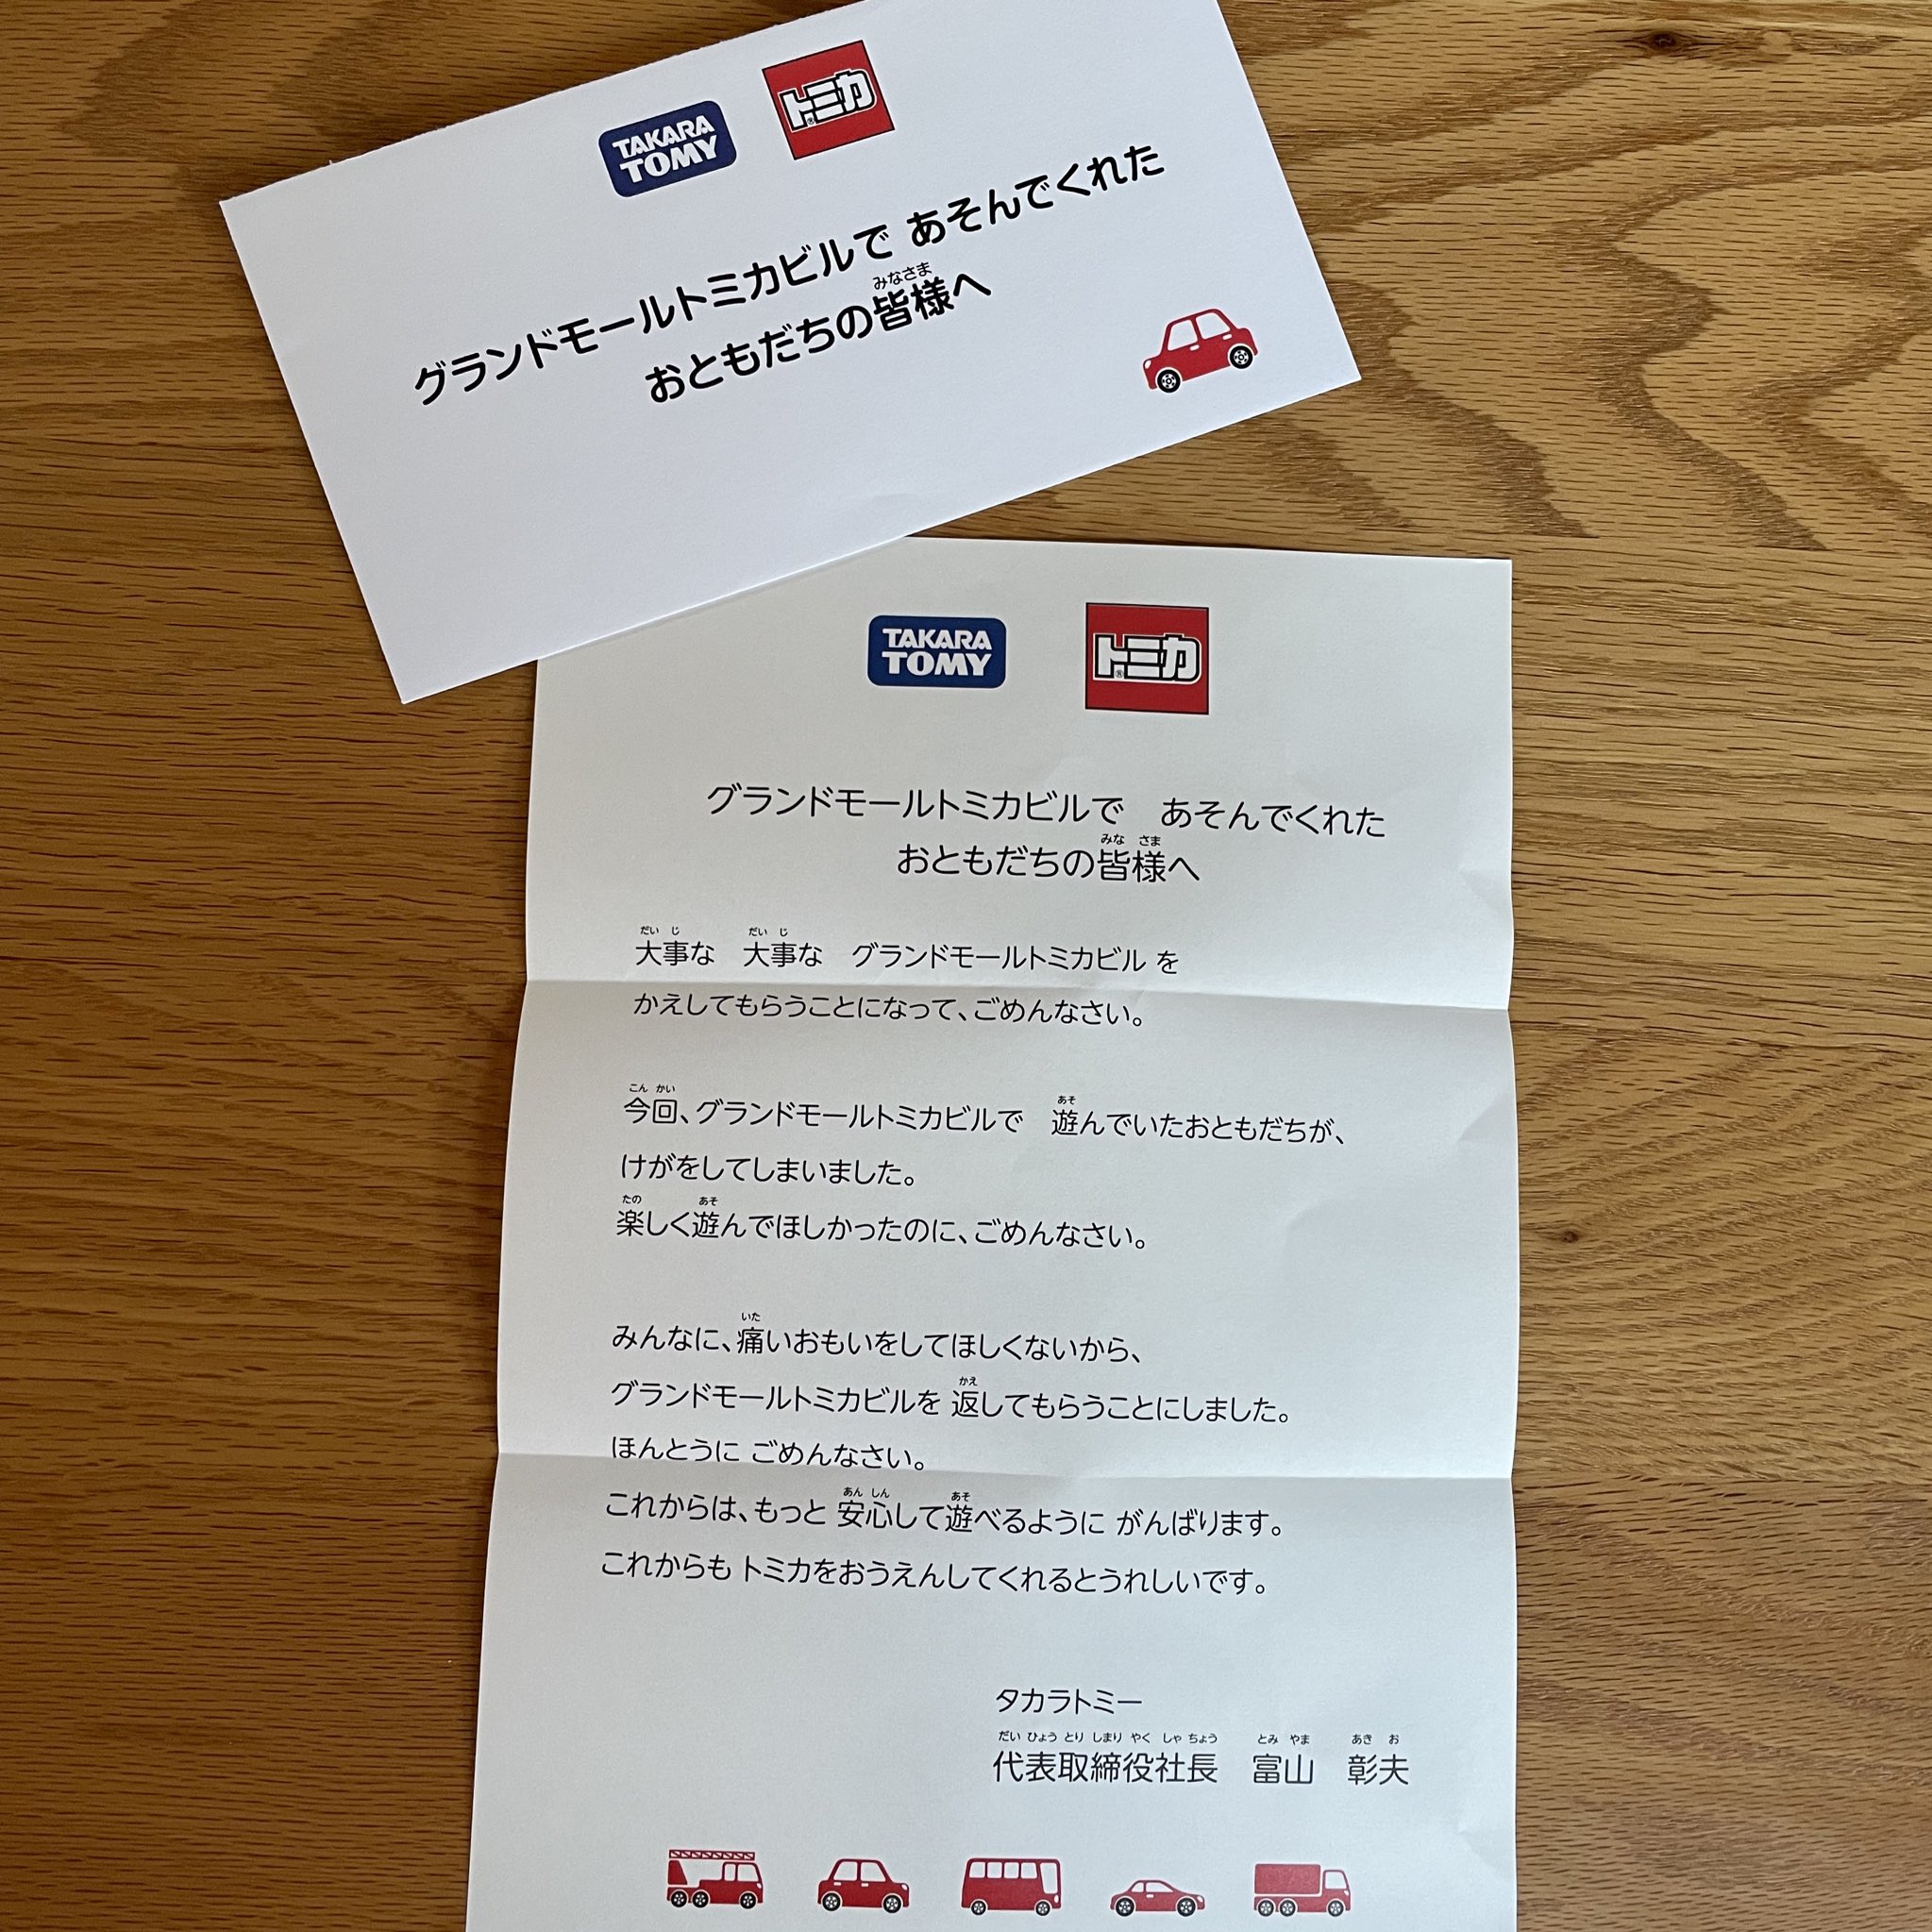 TAKARA
TOMY
トミカ
グランドモールトミカビルで あそんでくれた
みなさま
おともだちの皆様へ
TAKARA
TOMY
トミカ
グランドモールトミカビルで　あそんでくれた
みな さま
おともだちの皆様へ
だい じ　だい じ
大事な　大事な　グランドモールトミカビル を
かえしてもらうことになって、ごめんなさい。
こん かい　あそ
今回、グランドモールトミカビルで　遊んでいたおともだちが、
けがをしてしまいました。
たの　あそ
楽しく遊んでほしかったのに、ごめんなさい。
いた
みんなに、痛いおもいをしてほしくないから、
かえ
グランドモールトミカビルを 返してもらうことにしました。
ほんとうに ごめんなさい。
あん しん　あそ
これからは、もっと 安心して遊べるように がんばります。
これからも トミカをおうえんしてくれるとうれしいです。
タカラトミー
だい ひょう とり しまり やく しゃ ちょう　とみ やま　あき お
代表取締役社長　富山　彰夫